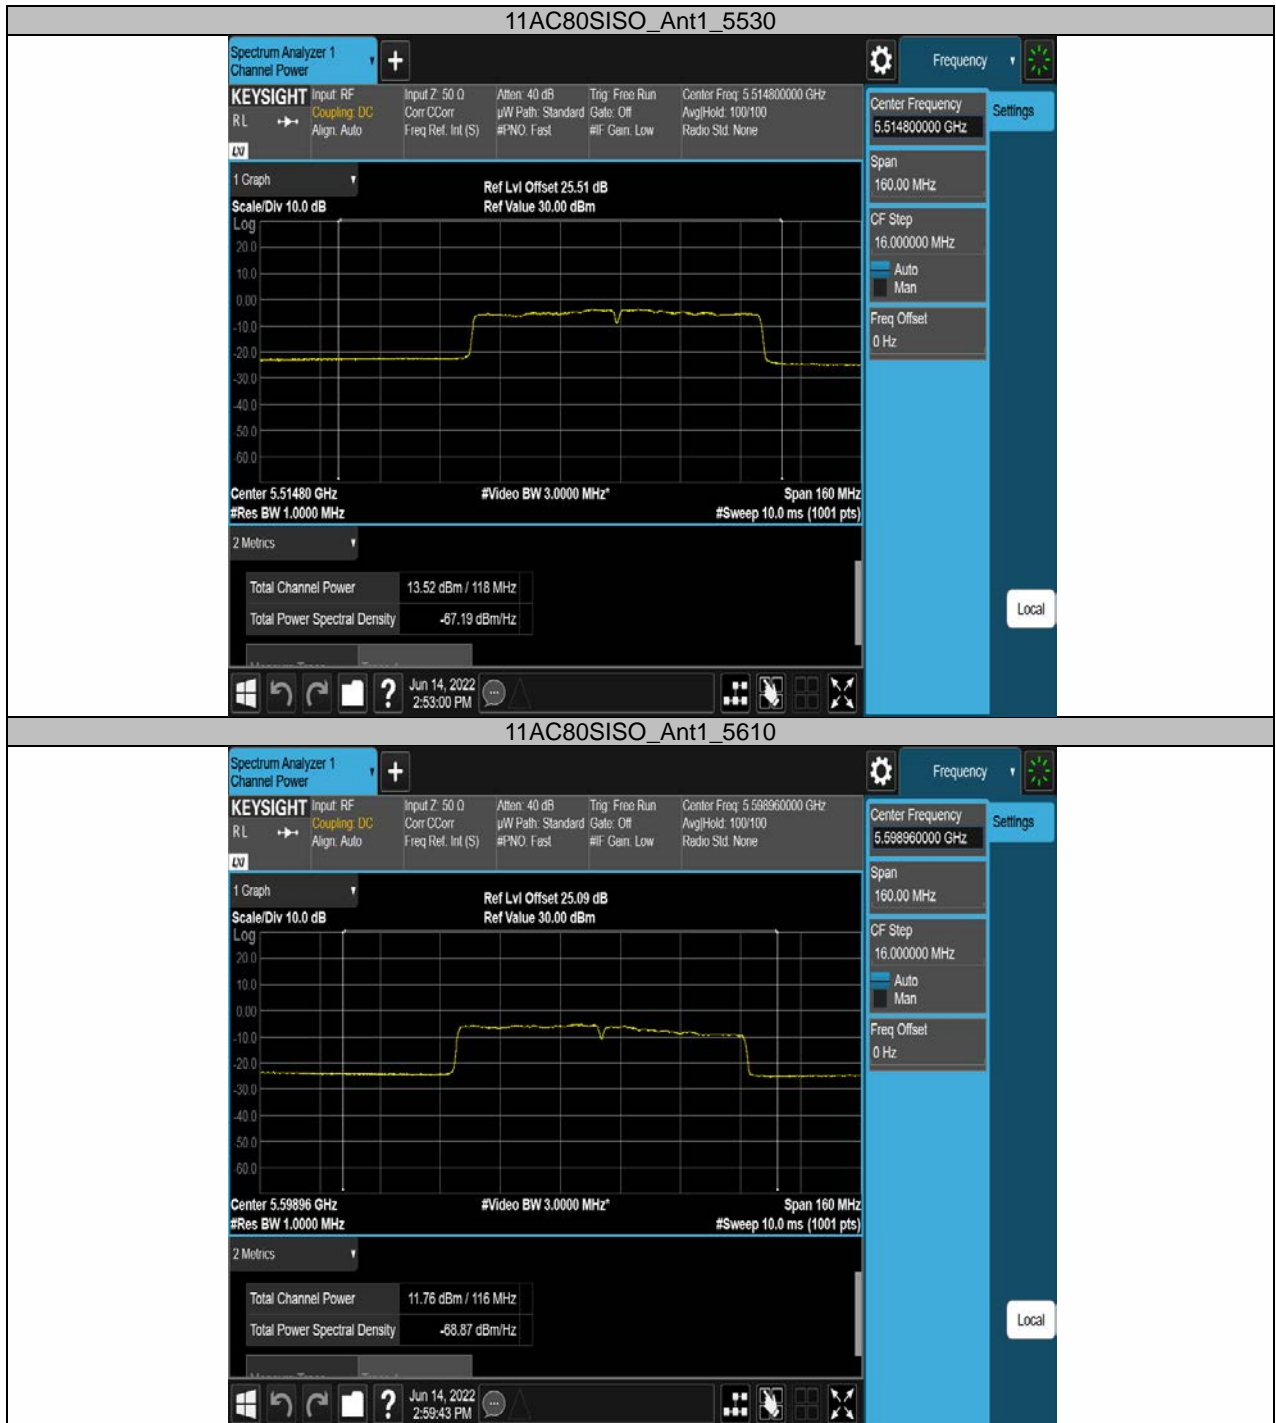 11AC80SISO_Ant1_5530
Spectrum Analyzer 1
Channel Power
+
Frequency
KEYSIGHT
RL
LXI
Input: RF
Coupling: DC
Align: Auto
Input Z: 50 Ω
Corr CCorr
Freq Ref: Int (S)
Atten: 40 dB
µW Path: Standard
#PNO: Fast
Trig: Free Run
Gate: Off
#IF Gain: Low
Center Freq: 5.514800000 GHz
Avg|Hold: 100/100
Radio Std: None
Center Frequency
5.514800000 GHz
Settings
Span
160.00 MHz
CF Step
16.000000 MHz
Auto
Man
Freq Offset
0 Hz
1 Graph
Ref Lvl Offset 25.51 dB
Scale/Div 10.0 dB
Ref Value 30.00 dBm
Log
20.0
10.0
0.00
-10.0
-20.0
-30.0
-40.0
-50.0
-60.0
Center 5.51480 GHz
#Video BW 3.0000 MHz*
Span 160 MHz
#Res BW 1.0000 MHz
#Sweep 10.0 ms (1001 pts)
2 Metrics
Total Channel Power 13.52 dBm / 118 MHz
Total Power Spectral Density -67.19 dBm/Hz
Local
?
Jun 14, 2022
2:53:00 PM
11AC80SISO_Ant1_5610
Spectrum Analyzer 1
Channel Power
+
Frequency
KEYSIGHT
RL
LXI
Input: RF
Coupling: DC
Align: Auto
Input Z: 50 Ω
Corr CCorr
Freq Ref: Int (S)
Atten: 40 dB
µW Path: Standard
#PNO: Fast
Trig: Free Run
Gate: Off
#IF Gain: Low
Center Freq: 5.598960000 GHz
Avg|Hold: 100/100
Radio Std: None
Center Frequency
5.598960000 GHz
Settings
Span
160.00 MHz
CF Step
16.000000 MHz
Auto
Man
Freq Offset
0 Hz
1 Graph
Ref Lvl Offset 25.09 dB
Scale/Div 10.0 dB
Ref Value 30.00 dBm
Log
20.0
10.0
0.00
-10.0
-20.0
-30.0
-40.0
-50.0
-60.0
Center 5.59896 GHz
#Video BW 3.0000 MHz*
Span 160 MHz
#Res BW 1.0000 MHz
#Sweep 10.0 ms (1001 pts)
2 Metrics
Total Channel Power 11.76 dBm / 116 MHz
Total Power Spectral Density -68.87 dBm/Hz
Local
?
Jun 14, 2022
2:59:43 PM